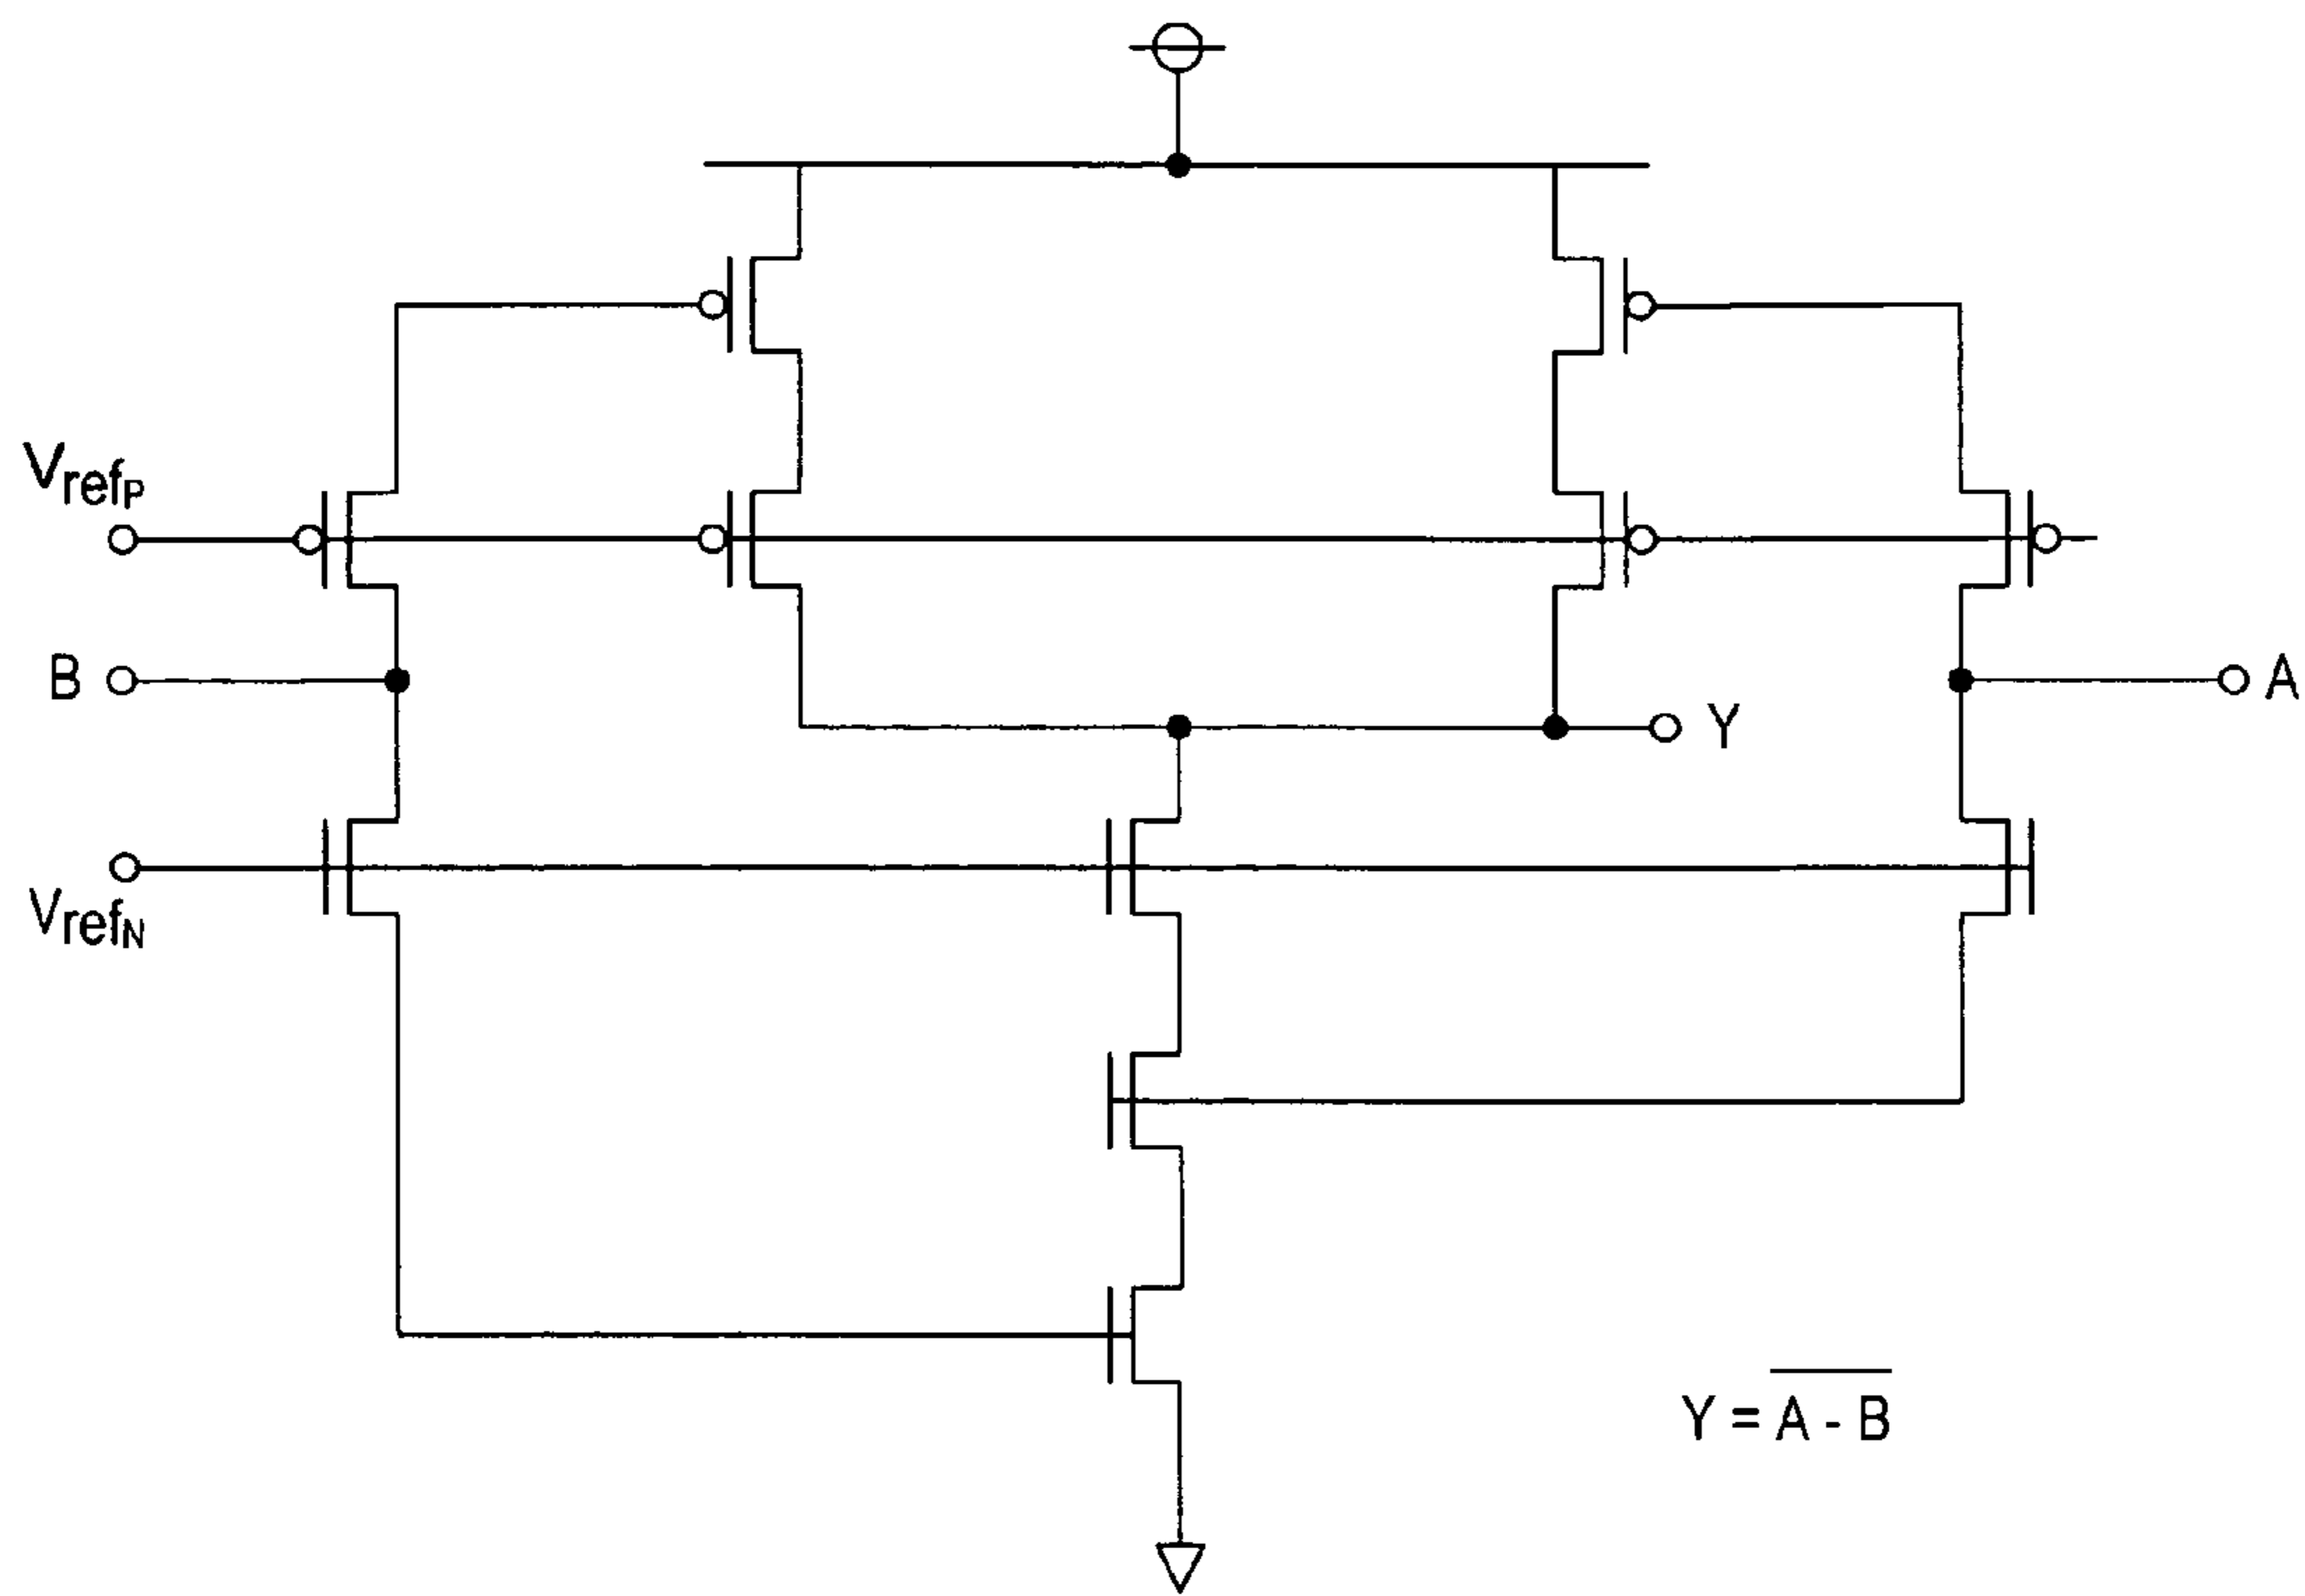 VrefP
B
Y
A
VrefN
Y = A - B